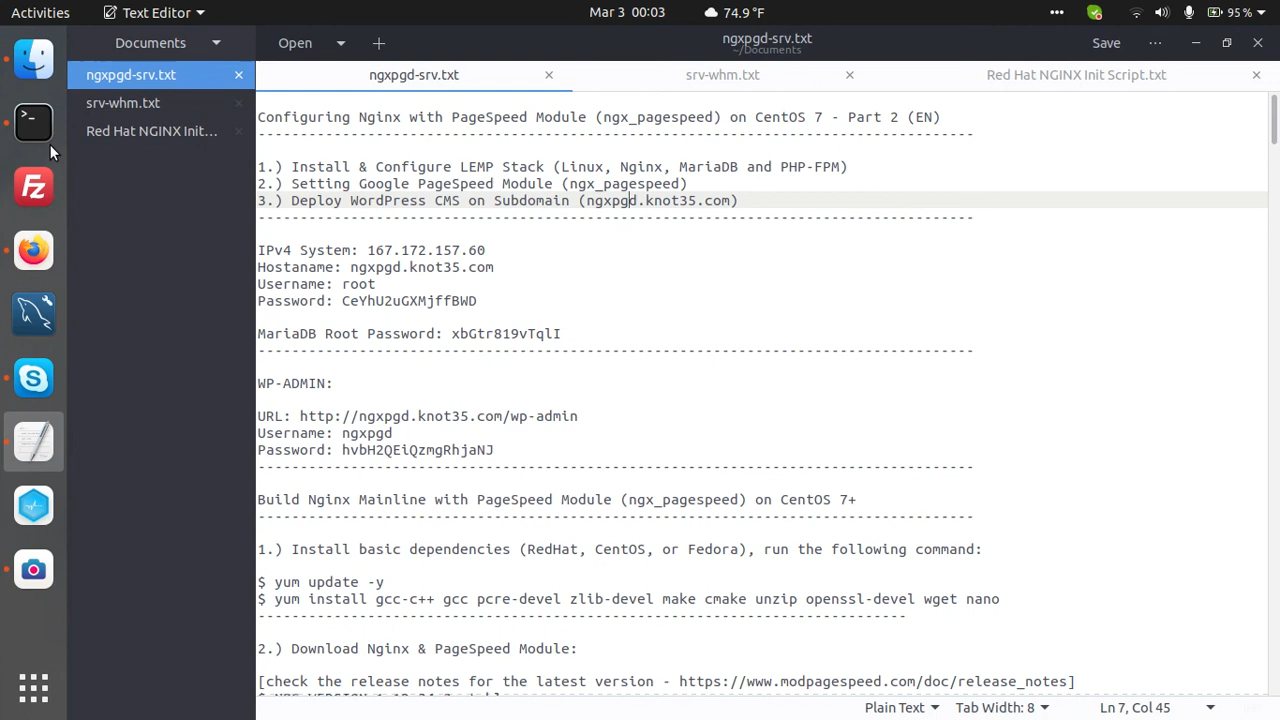 Activities
Text Editor
Mar 3 00:03
74.9 °F
95 %
Documents
Open
ngxpgd-srv.txt
~/Documents
Save
ngxpgd-srv.txt
srv-whm.txt
Red Hat NGINX Init...
ngxpgd-srv.txt
srv-whm.txt
Red Hat NGINX Init Script.txt
Configuring Nginx with PageSpeed Module (ngx_pagespeed) on CentOS 7 - Part 2 (EN)
-------------------------------------------------------------------------------------
1.) Install & Configure LEMP Stack (Linux, Nginx, MariaDB and PHP-FPM)
2.) Setting Google PageSpeed Module (ngx_pagespeed)
3.) Deploy WordPress CMS on Subdomain (ngxpgd.knot35.com)
-------------------------------------------------------------------------------------
IPv4 System: 167.172.157.60
Hostaname: ngxpgd.knot35.com
Username: root
Password: CeYhU2uGXMjffBWD
MariaDB Root Password: xbGtr819vTqlI
-------------------------------------------------------------------------------------
WP-ADMIN:
URL: http://ngxpgd.knot35.com/wp-admin
Username: ngxpgd
Password: hvbH2QEiQzmgRhjaNJ
-------------------------------------------------------------------------------------
Build Nginx Mainline with PageSpeed Module (ngx_pagespeed) on CentOS 7+
-------------------------------------------------------------------------------------
1.) Install basic dependencies (RedHat, CentOS, or Fedora), run the following command:
$ yum update -y
$ yum install gcc-c++ gcc pcre-devel zlib-devel make cmake unzip openssl-devel wget nano
-----------------------------------------------------------------------------
2.) Download Nginx & PageSpeed Module:
[check the release notes for the latest version - https://www.modpagespeed.com/doc/release_notes]
Plain Text
Tab Width: 8
Ln 7, Col 45